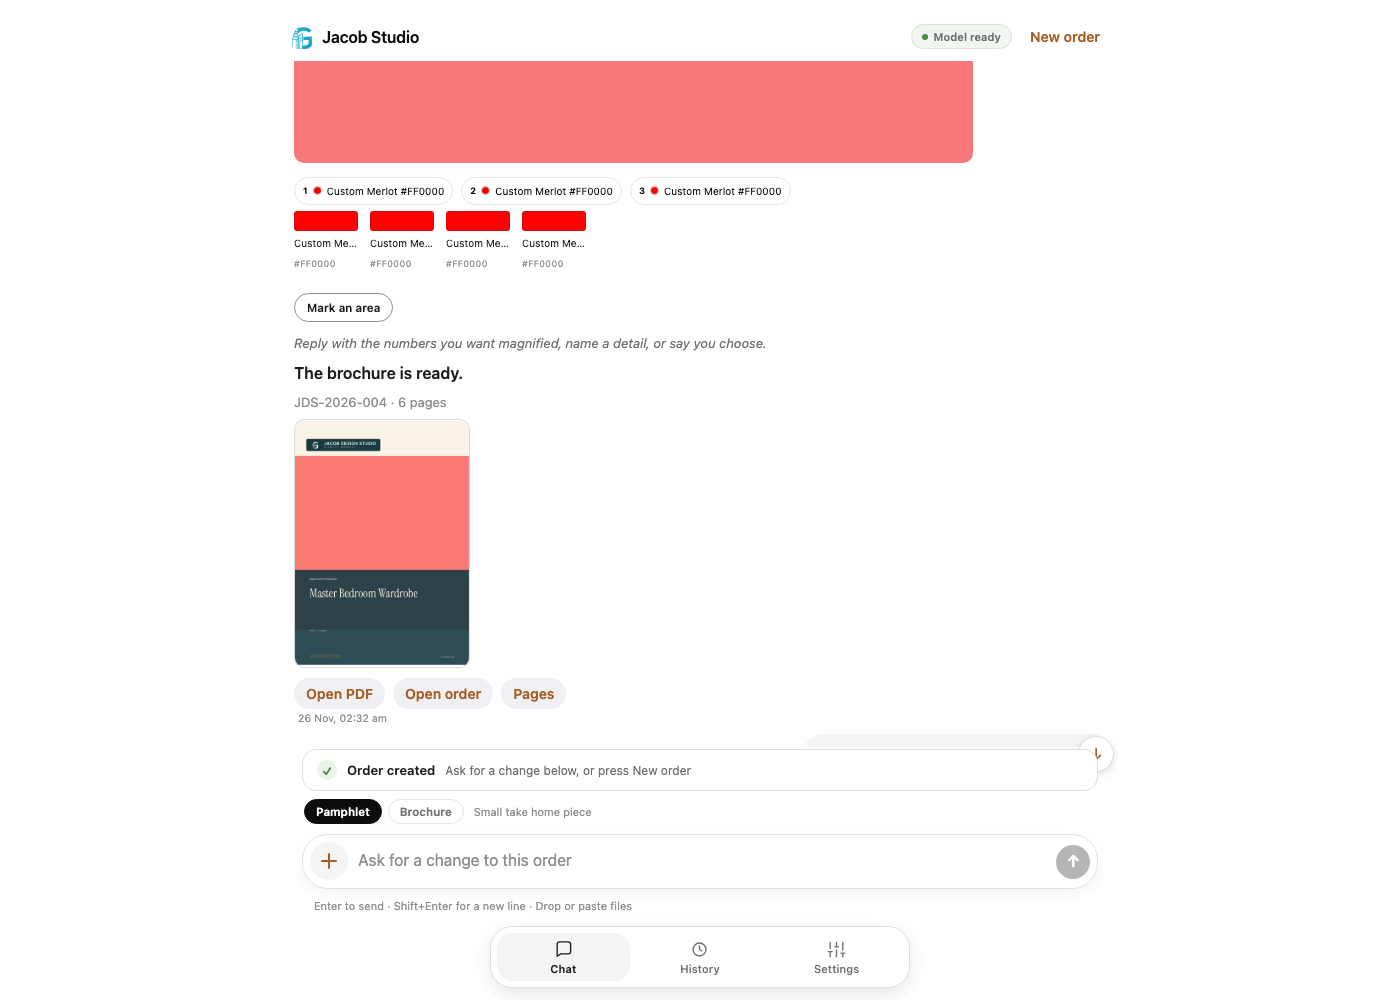 Jacob Studio
Model ready
New order
1 Custom Merlot #FF0000
2 Custom Merlot #FF0000
3 Custom Merlot #FF0000
Custom Me...
Custom Me...
Custom Me...
Custom Me...
#FF0000
#FF0000
#FF0000
#FF0000
Mark an area
Reply with the numbers you want magnified, name a detail, or say you choose.
The brochure is ready.
JDS-2026-004 · 6 pages
JACOB DESIGN STUDIO
Master Bedroom Wardrobe
Open PDF
Open order
Pages
26 Nov, 02:32 am
Order created Ask for a change below, or press New order
Pamphlet
Brochure
Small take home piece
Ask for a change to this order
Enter to send · Shift+Enter for a new line · Drop or paste files
Chat
History
Settings